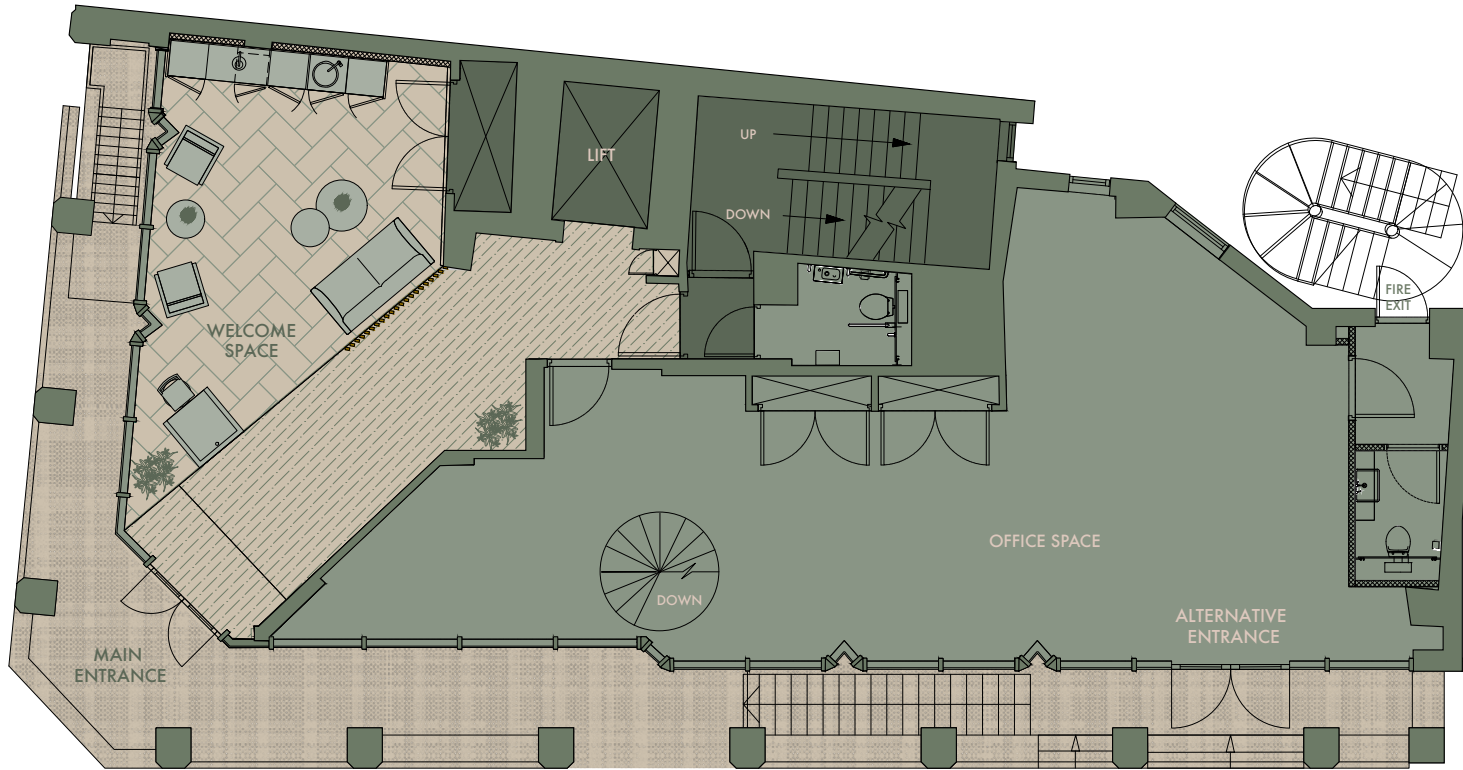 UP
LIFT
DOWN
FIRE
EXIT
WELCOME
SPACE
OFFICE SPACE
DOWN
ALTERNATIVE
ENTRANCE
MAIN
ENTRANCE